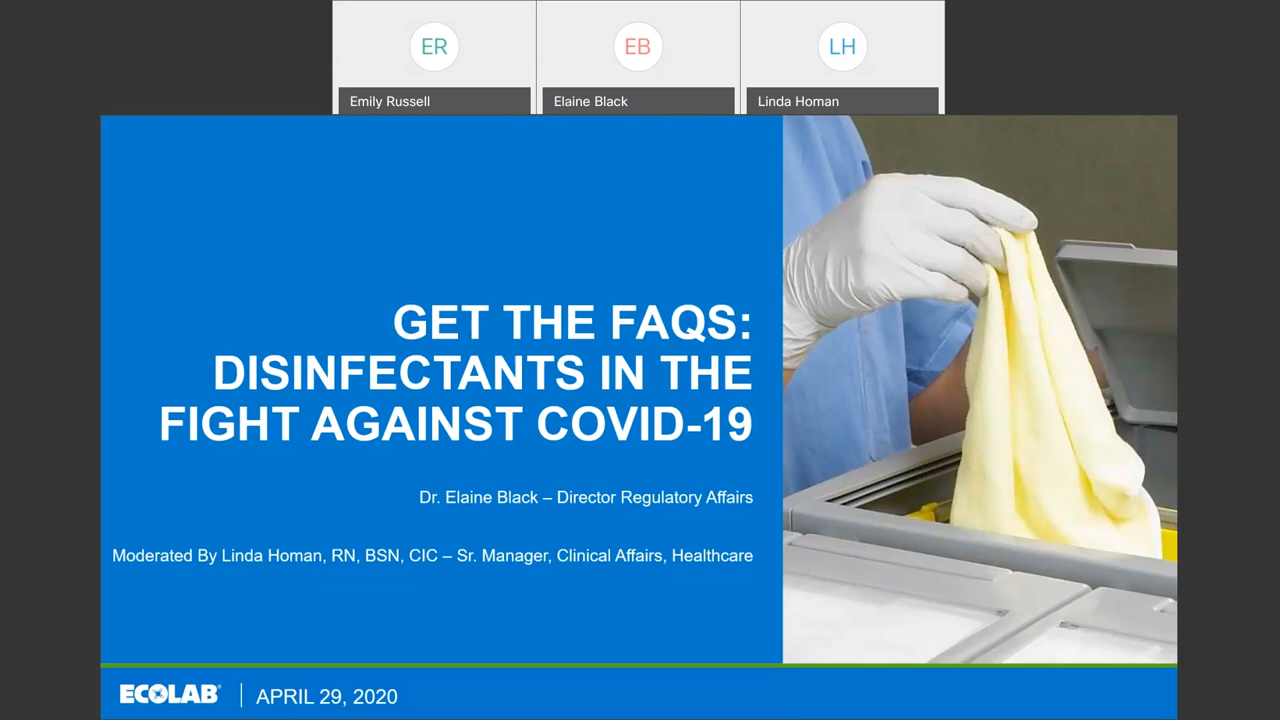 ER
EB
LH
Emily Russell
Elaine Black
Linda Homan
GET THE FAQS:
DISINFECTANTS IN THE
FIGHT AGAINST COVID-19
Dr. Elaine Black – Director Regulatory Affairs
Moderated By Linda Homan, RN, BSN, CIC – Sr. Manager, Clinical Affairs, Healthcare
ECOLAB®
APRIL 29, 2020